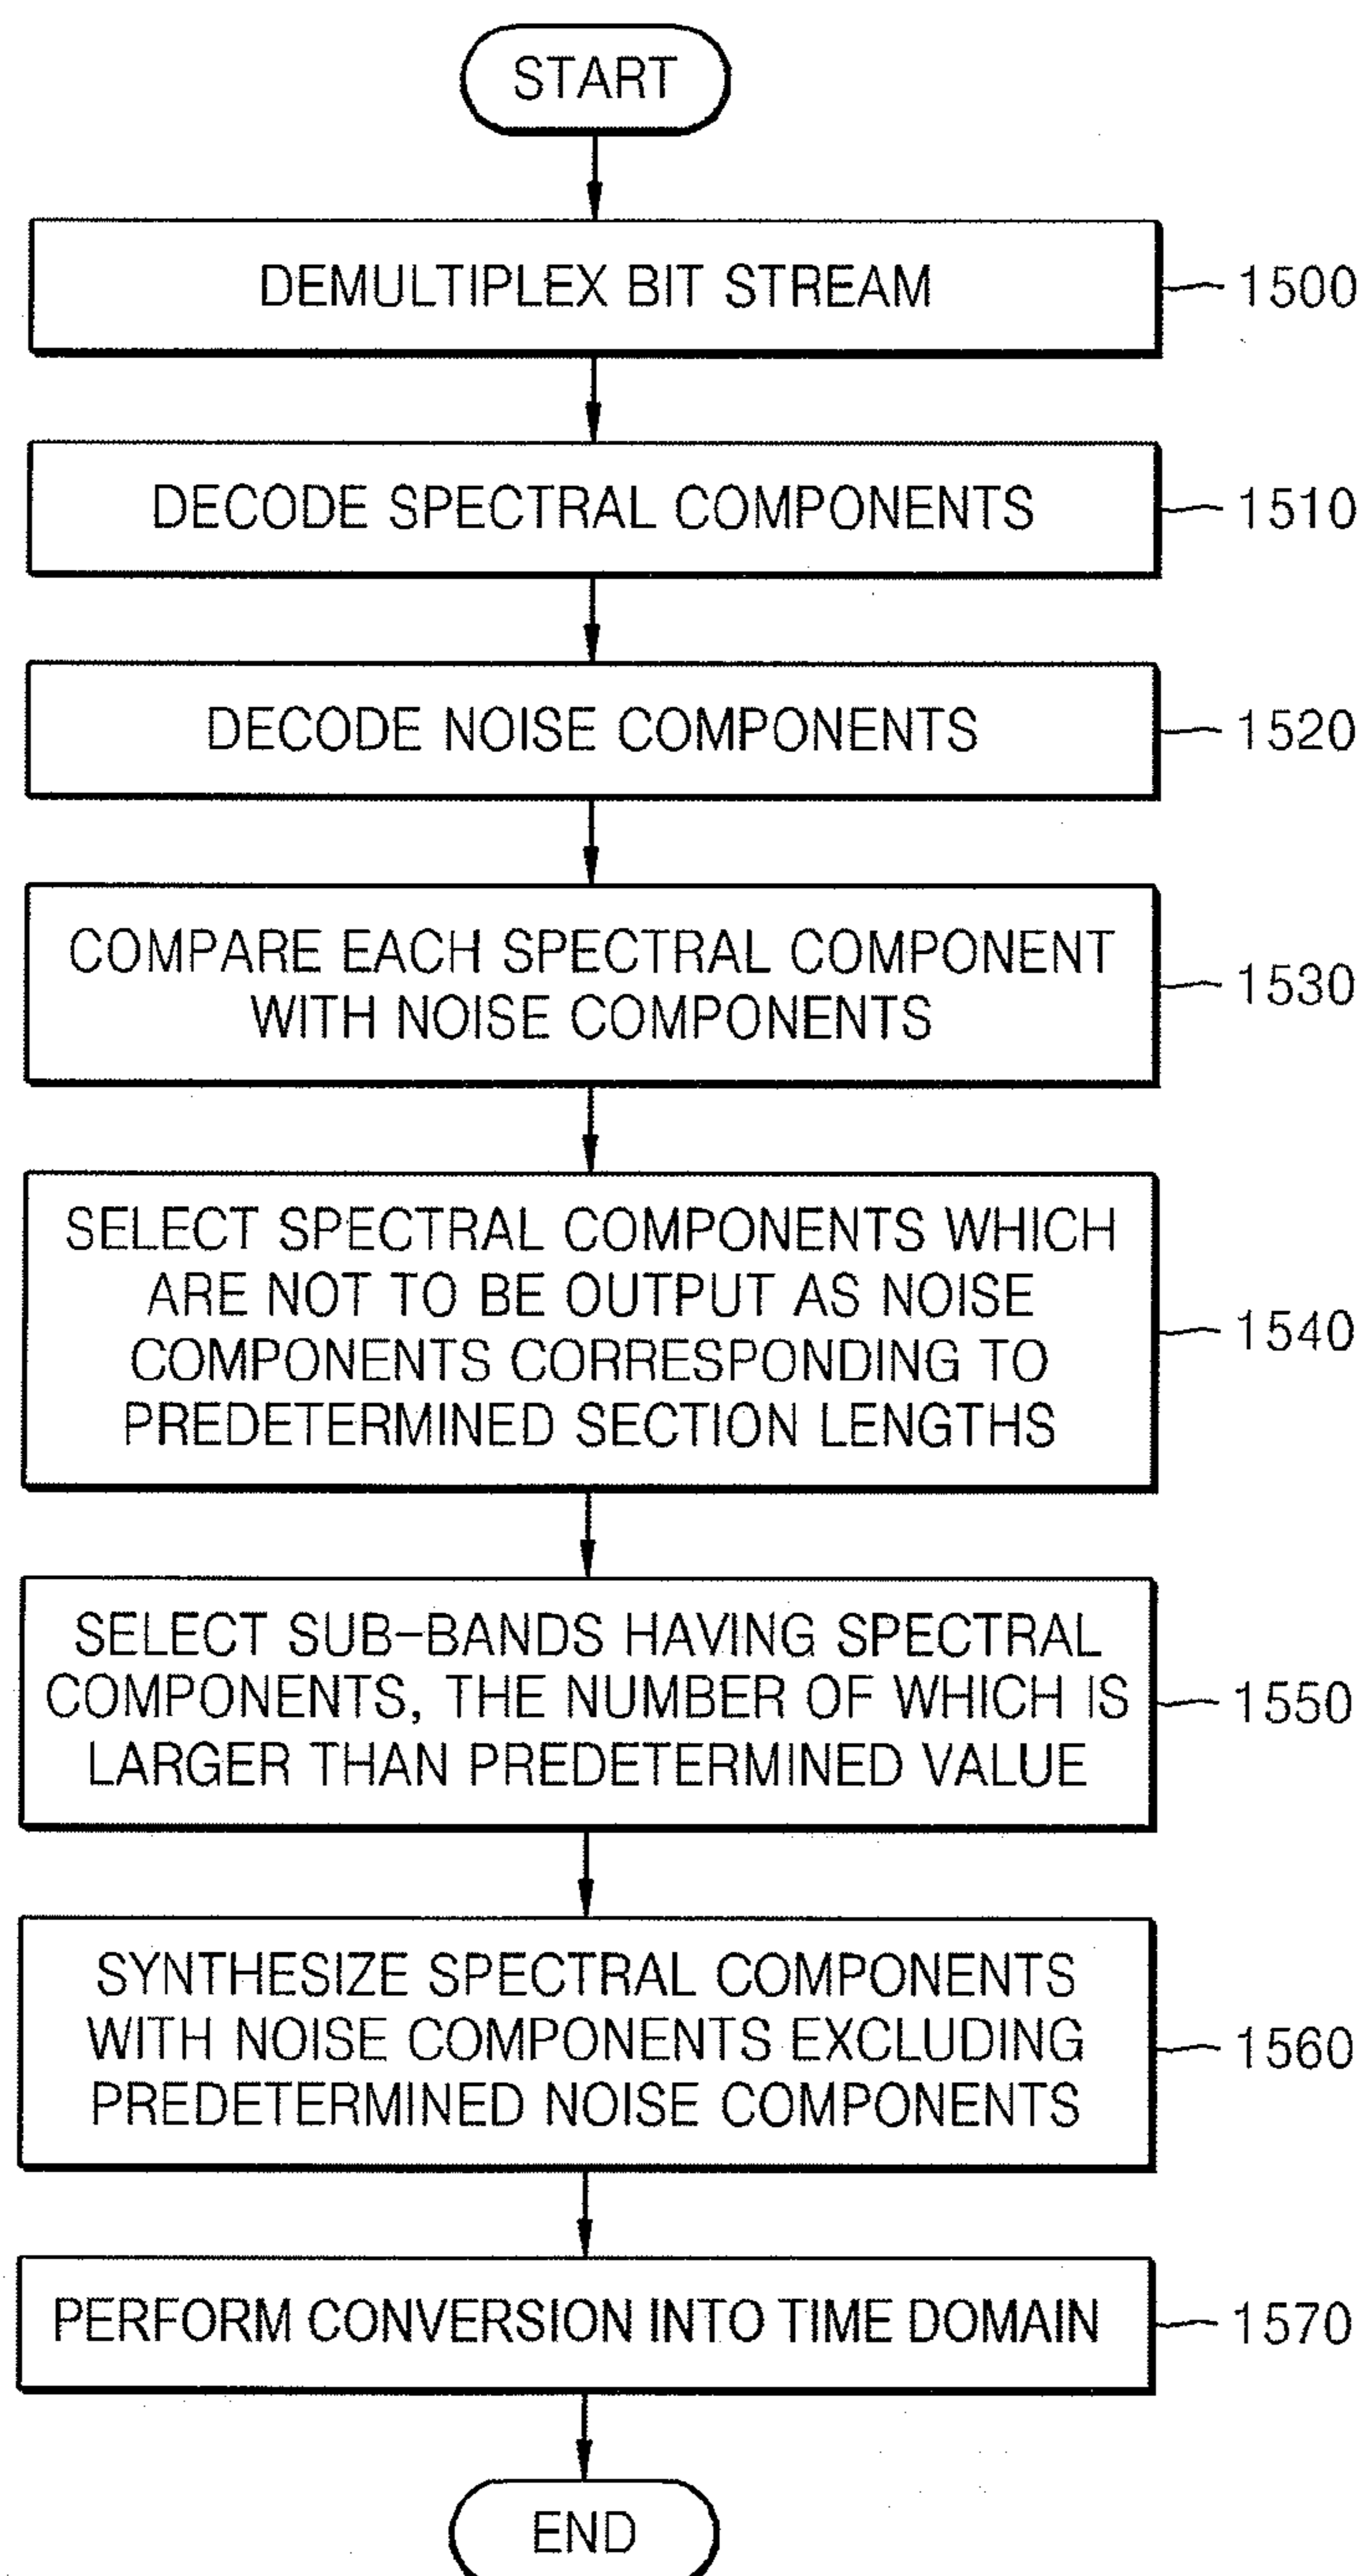 START
DEMULTIPLEX BIT STREAM
1500
DECODE SPECTRAL COMPONENTS
1510
DECODE NOISE COMPONENTS
1520
COMPARE EACH SPECTRAL COMPONENT
WITH NOISE COMPONENTS
1530
SELECT SPECTRAL COMPONENTS WHICH
ARE NOT TO BE OUTPUT AS NOISE
COMPONENTS CORRESPONDING TO
PREDETERMINED SECTION LENGTHS
1540
SELECT SUB-BANDS HAVING SPECTRAL
COMPONENTS, THE NUMBER OF WHICH IS
LARGER THAN PREDETERMINED VALUE
1550
SYNTHESIZE SPECTRAL COMPONENTS
WITH NOISE COMPONENTS EXCLUDING
PREDETERMINED NOISE COMPONENTS
1560
PERFORM CONVERSION INTO TIME DOMAIN
1570
END